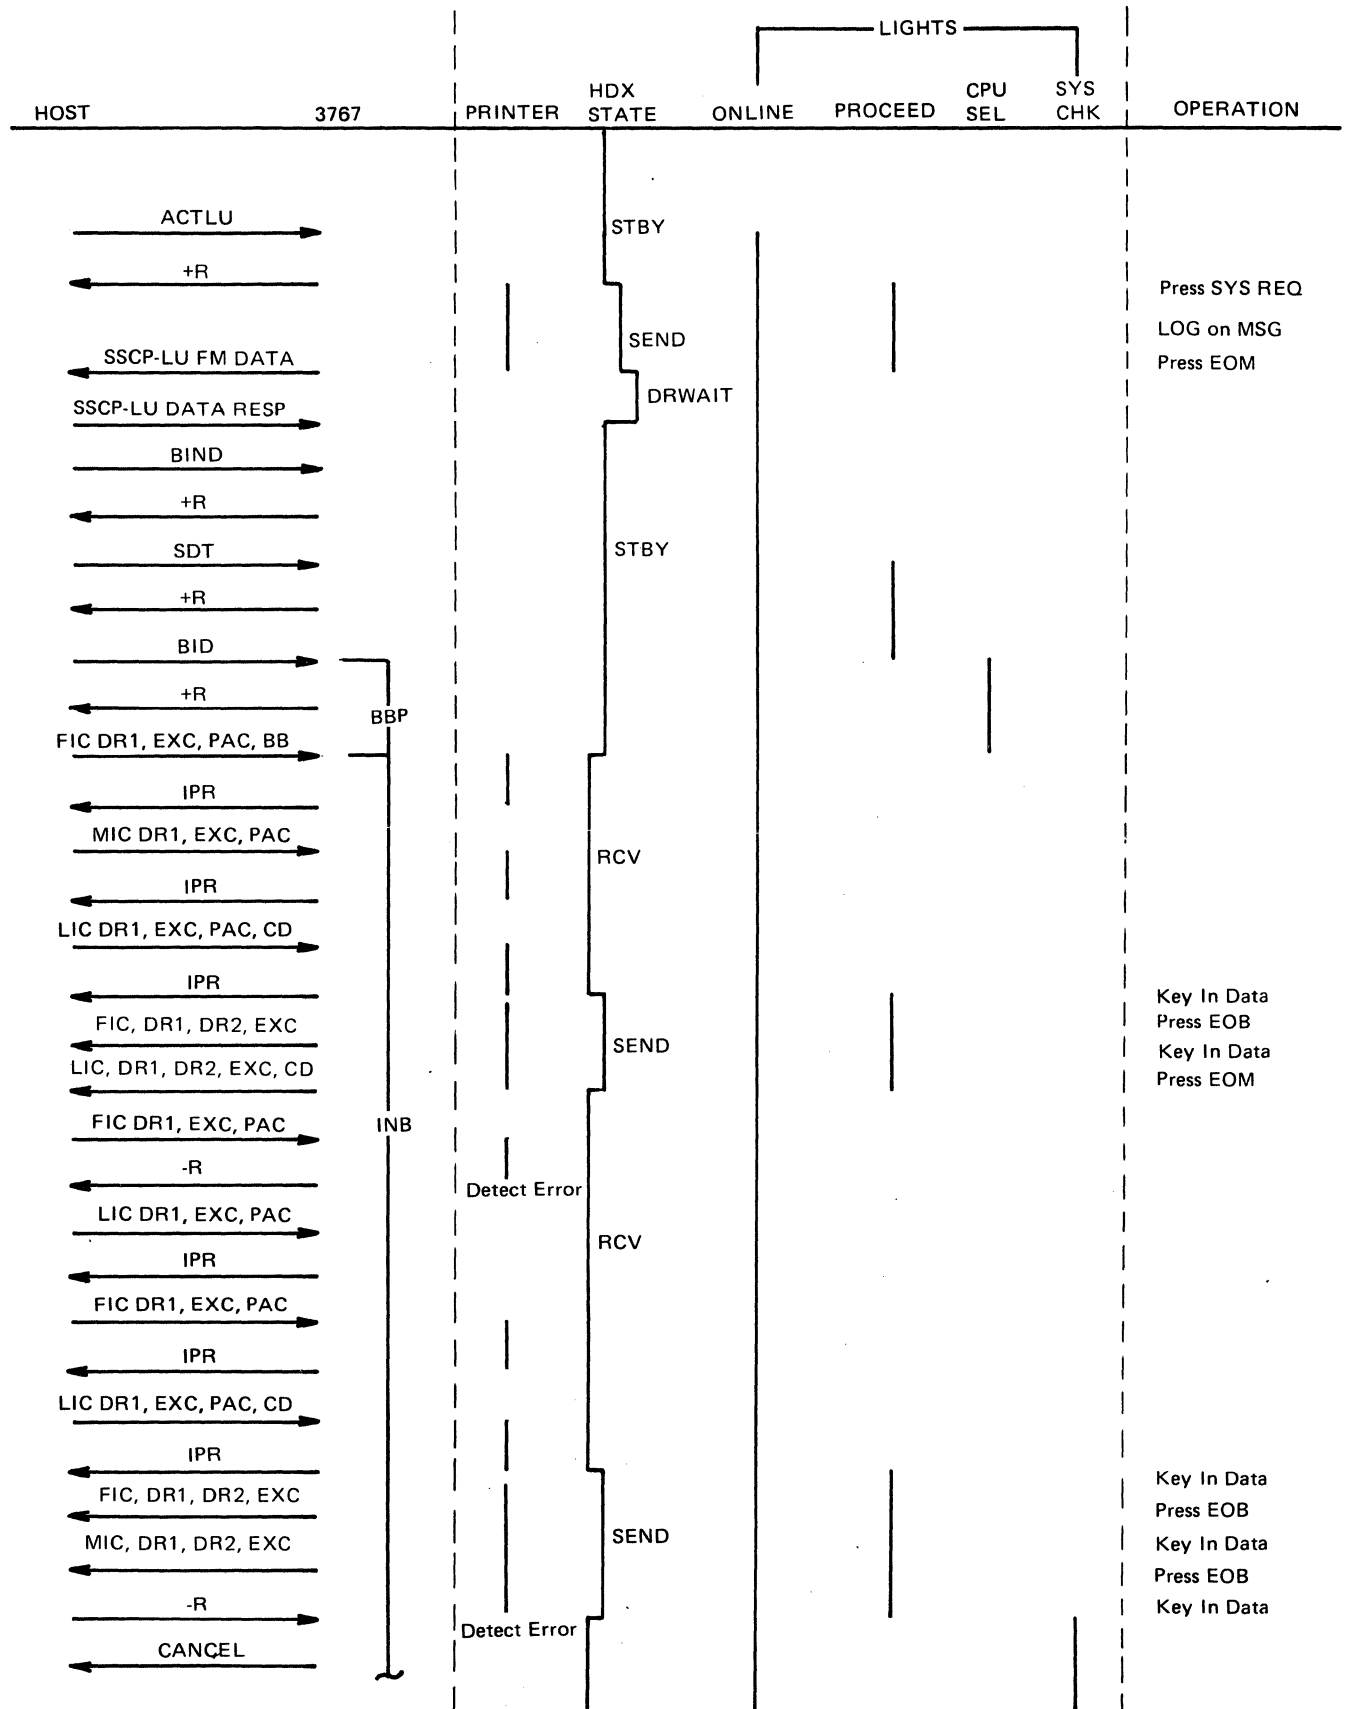 LIGHTS
HOST
3767
PRINTER
HDX
STATE
ONLINE
PROCEED
CPU
SEL
SYS
CHK
OPERATION
ACTLU
STBY
+R
Press SYS REQ
LOG on MSG
SEND
SSCP-LU FM DATA
Press EOM
DRWAIT
SSCP-LU DATA RESP
BIND
+R
SDT
STBY
+R
BID
+R
BBP
FIC DR1, EXC, PAC, BB
IPR
MIC DR1, EXC, PAC
RCV
IPR
LIC DR1, EXC, PAC, CD
IPR
Key In Data
FIC, DR1, DR2, EXC
Press EOB
SEND
Key In Data
LIC, DR1, DR2, EXC, CD
Press EOM
FIC DR1, EXC, PAC
INB
-R
Detect Error
LIC DR1, EXC, PAC
RCV
IPR
FIC DR1, EXC, PAC
IPR
LIC DR1, EXC, PAC, CD
IPR
Key In Data
FIC, DR1, DR2, EXC
Press EOB
SEND
MIC, DR1, DR2, EXC
Key In Data
Press EOB
-R
Key In Data
Detect Error
CANCEL